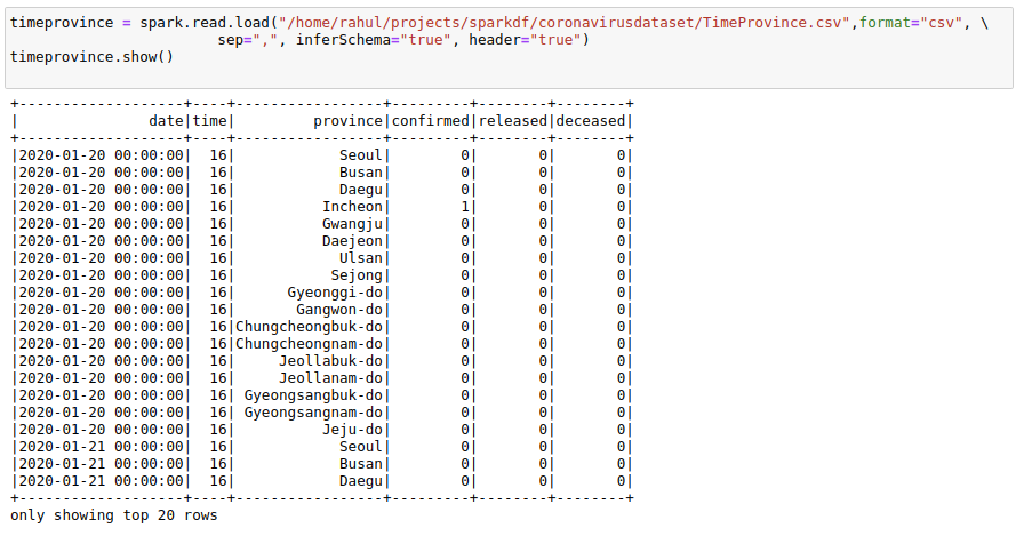 timeprovince = spark.read.load("/home/rahul/projects/sparkdf/coronavirusdataset/TimeProvince.csv",format="csv", \
                        sep=",", inferSchema="true", header="true")
timeprovince.show()
+-------------------+----+-----------------+---------+--------+--------+
|               date|time|         province|confirmed|released|deceased|
+-------------------+----+-----------------+---------+--------+--------+
|2020-01-20 00:00:00|  16|            Seoul|        0|       0|       0|
|2020-01-20 00:00:00|  16|            Busan|        0|       0|       0|
|2020-01-20 00:00:00|  16|            Daegu|        0|       0|       0|
|2020-01-20 00:00:00|  16|          Incheon|        1|       0|       0|
|2020-01-20 00:00:00|  16|          Gwangju|        0|       0|       0|
|2020-01-20 00:00:00|  16|          Daejeon|        0|       0|       0|
|2020-01-20 00:00:00|  16|            Ulsan|        0|       0|       0|
|2020-01-20 00:00:00|  16|           Sejong|        0|       0|       0|
|2020-01-20 00:00:00|  16|      Gyeonggi-do|        0|       0|       0|
|2020-01-20 00:00:00|  16|       Gangwon-do|        0|       0|       0|
|2020-01-20 00:00:00|  16|Chungcheongbuk-do|        0|       0|       0|
|2020-01-20 00:00:00|  16|Chungcheongnam-do|        0|       0|       0|
|2020-01-20 00:00:00|  16|     Jeollabuk-do|        0|       0|       0|
|2020-01-20 00:00:00|  16|     Jeollanam-do|        0|       0|       0|
|2020-01-20 00:00:00|  16| Gyeongsangbuk-do|        0|       0|       0|
|2020-01-20 00:00:00|  16| Gyeongsangnam-do|        0|       0|       0|
|2020-01-20 00:00:00|  16|          Jeju-do|        0|       0|       0|
|2020-01-21 00:00:00|  16|            Seoul|        0|       0|       0|
|2020-01-21 00:00:00|  16|            Busan|        0|       0|       0|
|2020-01-21 00:00:00|  16|            Daegu|        0|       0|       0|
+-------------------+----+-----------------+---------+--------+--------+
only showing top 20 rows